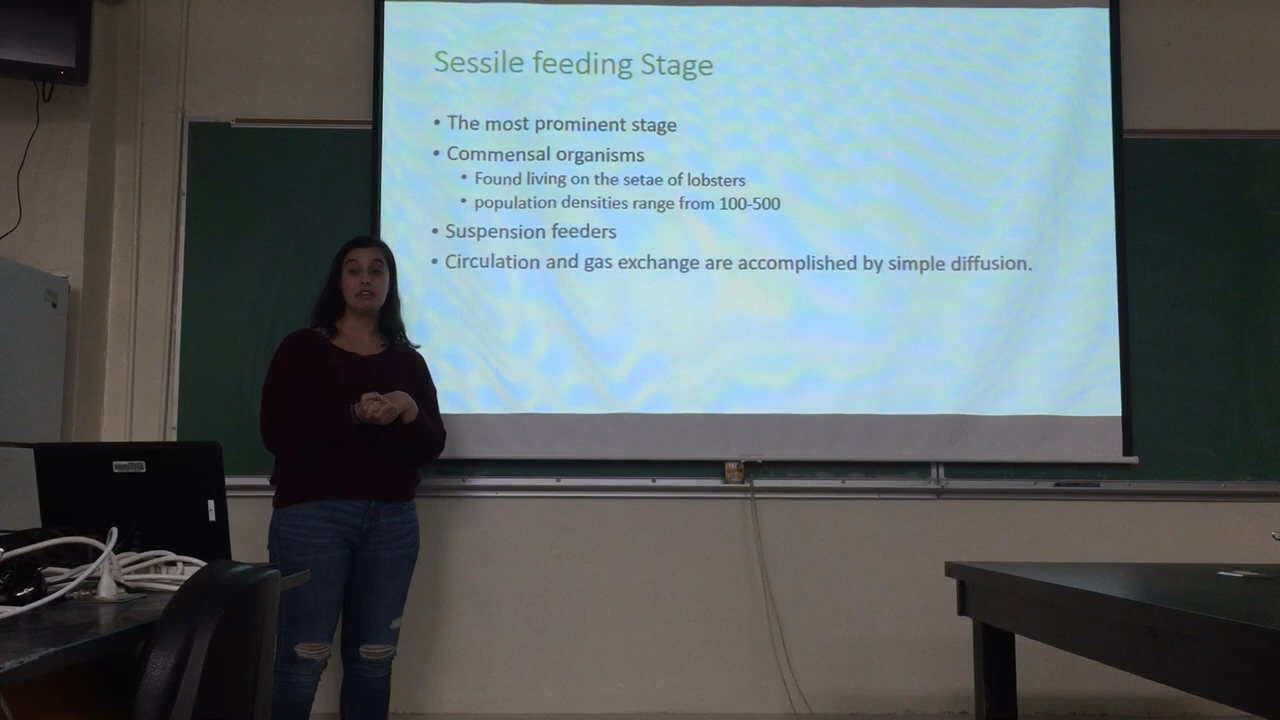 Sessile feeding Stage
• The most prominent stage
• Commensal organisms
• Found living on the setae of lobsters
• population densities range from 100-500
• Suspension feeders
• Circulation and gas exchange are accomplished by simple diffusion.